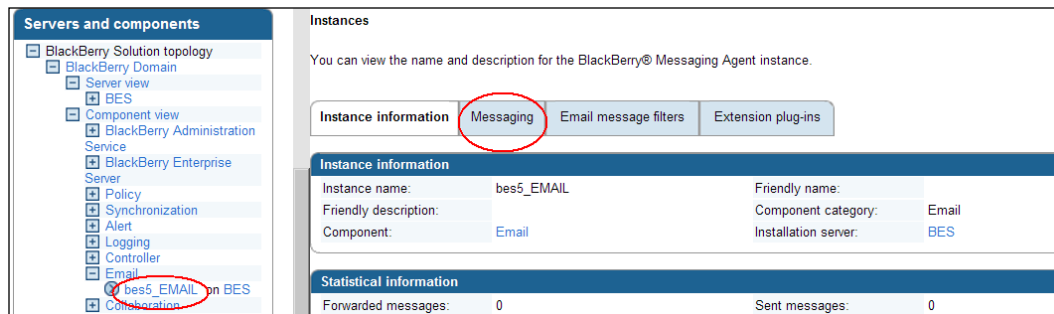 Servers and components
BlackBerry Solution topology
BlackBerry Domain
Server view
BES
Component view
BlackBerry Administration
Service
BlackBerry Enterprise
Server
Policy
Synchronization
Alert
Logging
Controller
Email
bes5_EMAIL on BES
Collaboration
Instances
You can view the name and description for the BlackBerry® Messaging Agent instance.
Instance information Messaging Email message filters Extension plug-ins
Instance information
Instance name: bes5_EMAIL Friendly name:
Friendly description: Component category: Email
Component: Email Installation server: BES
Statistical information
Forwarded messages: 0 Sent messages: 0